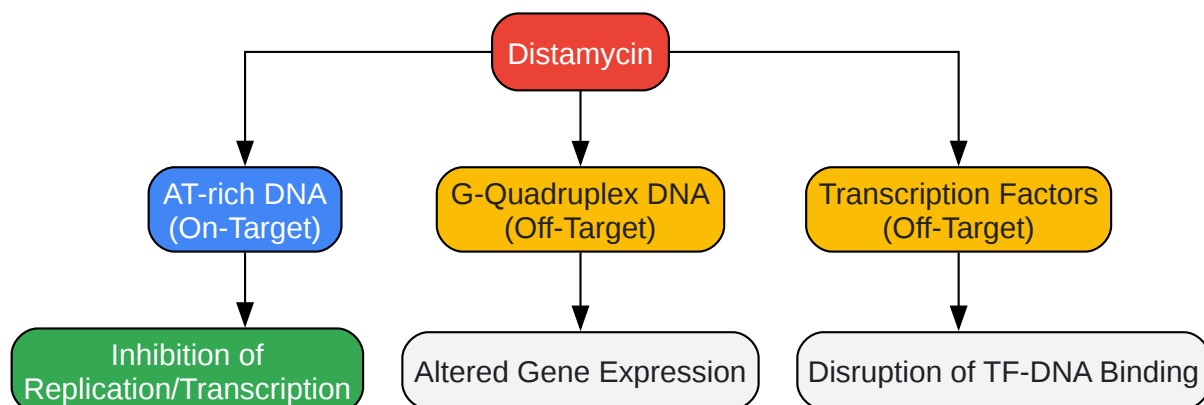 Distamycin
AT-rich DNA
(On-Target)
G-Quadruplex DNA
(Off-Target)
Transcription Factors
(Off-Target)
Inhibition of
Replication/Transcription
Altered Gene Expression
Disruption of TF-DNA Binding